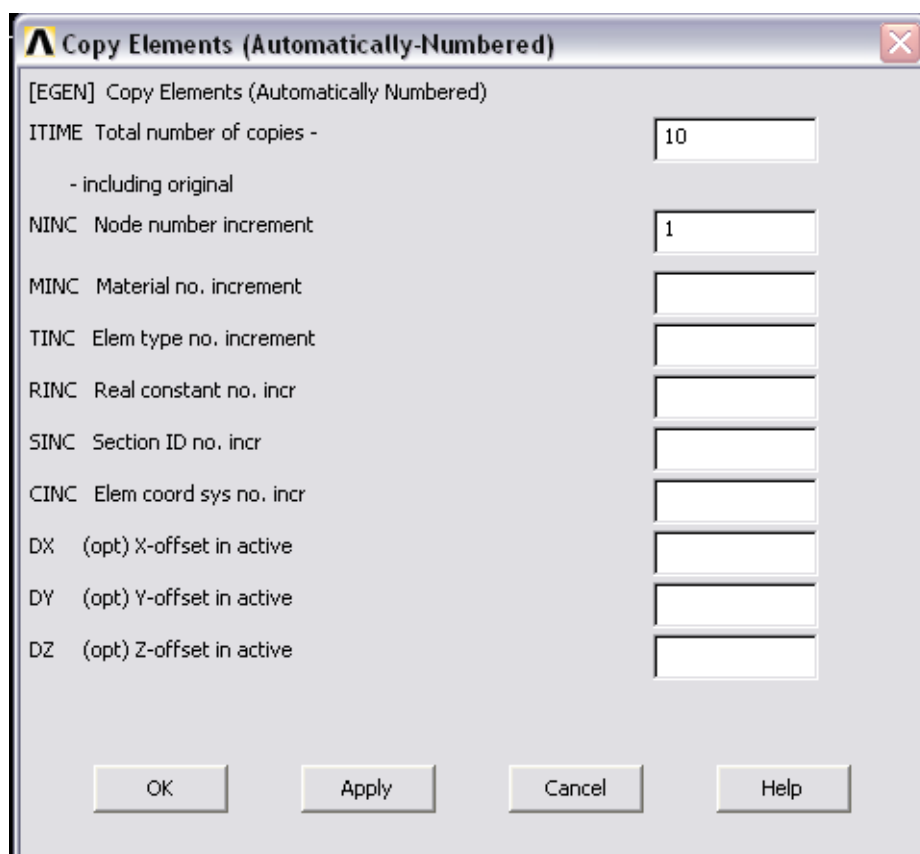 Copy Elements (Automatically-Numbered)
[EGEN] Copy Elements (Automatically Numbered)
ITIME Total number of copies - 10
- including original
NINC Node number increment 1
MINC Material no. increment
TINC Elem type no. increment
RINC Real constant no. incr
SINC Section ID no. incr
CINC Elem coord sys no. incr
DX (opt) X-offset in active
DY (opt) Y-offset in active
DZ (opt) Z-offset in active
OK Apply Cancel Help